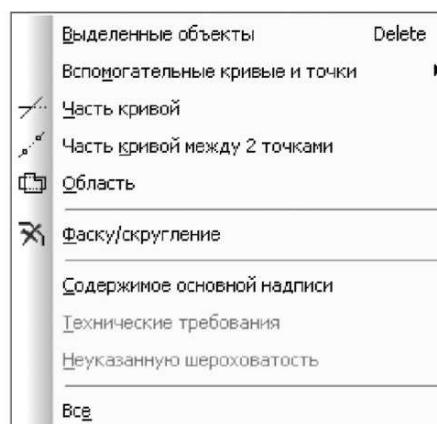 Выделенные объекты Delete
Вспомогательные кривые и точки
Часть кривой
Часть кривой между 2 точками
Область
Фаску/скругление
Содержимое основной надписи
Технические требования
Неуказанную шероховатость
Все